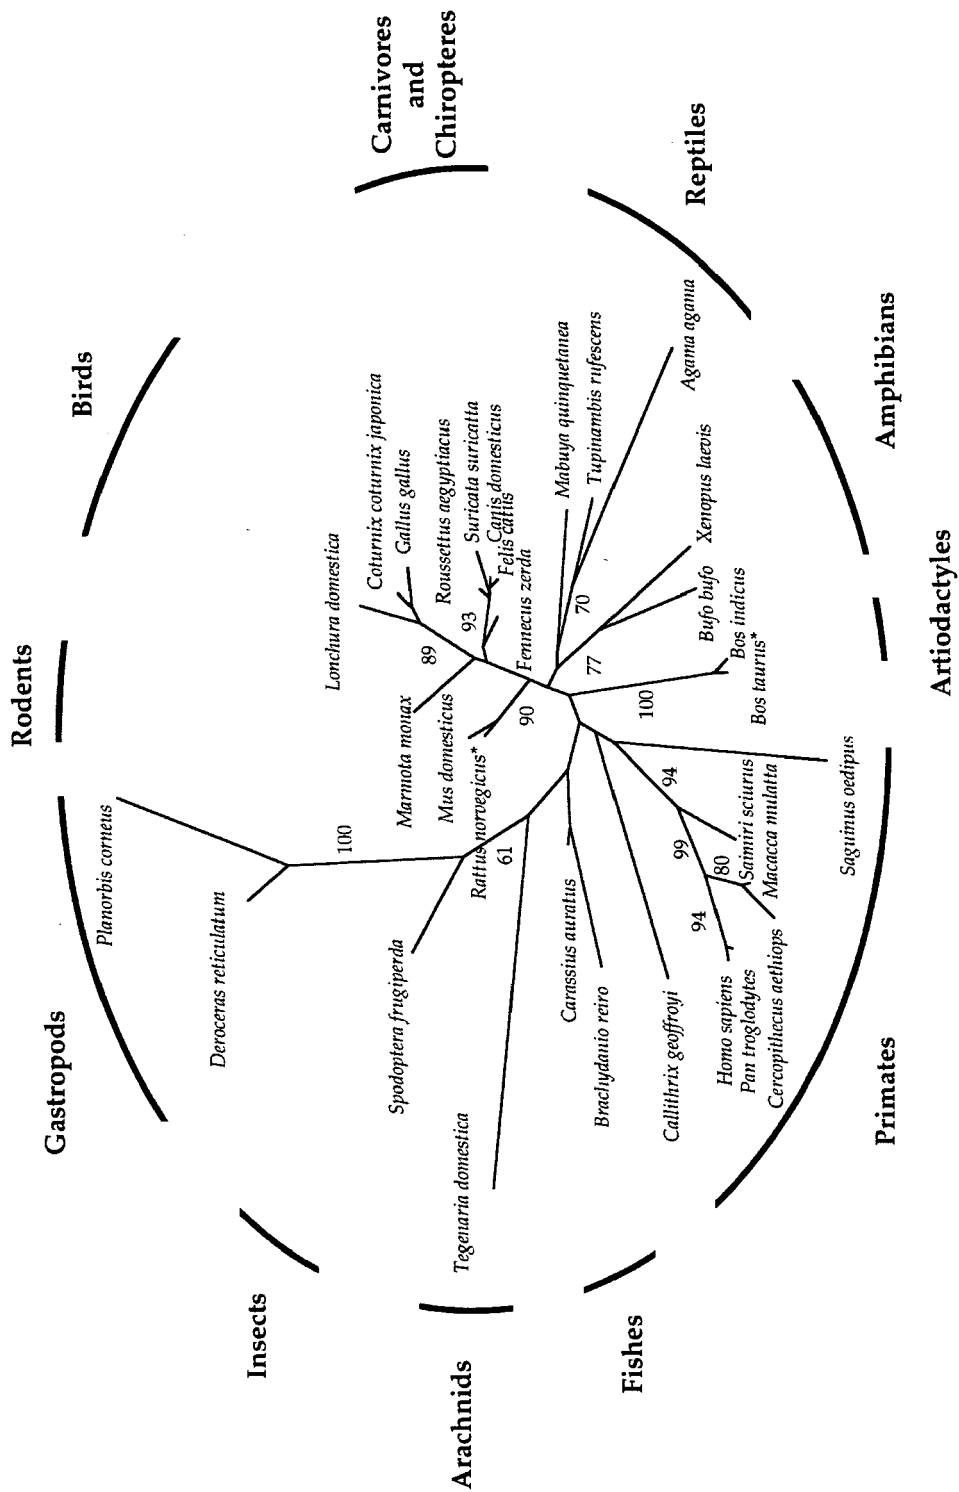 Carnivores
and
Chiropteres
Birds
Reptiles
Rodents
Amphibians
Gastropods
Artiodactyles
Insects
Arachnids
Fishes
Primates
Planorbis corneus
Deroceras reticulatum
100
Spodoptera frugiperda
Tegenaria domestica
61
Lonchura domestica
Coturnix coturnix japonica
Gallus gallus
89
Marmota monax
Mus domesticus
Rattus norvegicus*
90
Roussettus aegyptiacus
Suricata suricatta
Canis domesticus
Felis catiis
Fennecus zerda
93
Mabuya quinquetanea
Tupinambis rufescens
Agama agama
70
Xenopus laevis
Bufo bufo
77
Bos indicus
Bos taurus*
100
Carassius auratus
Brachydanio reiro
Callithrix geoffroyi
Saguinus oedipus
94
Saimiri sciurus
99
80
Macacca mulatta
94
Homo sapiens
Pan troglodytes
Cercopithecus aethiops